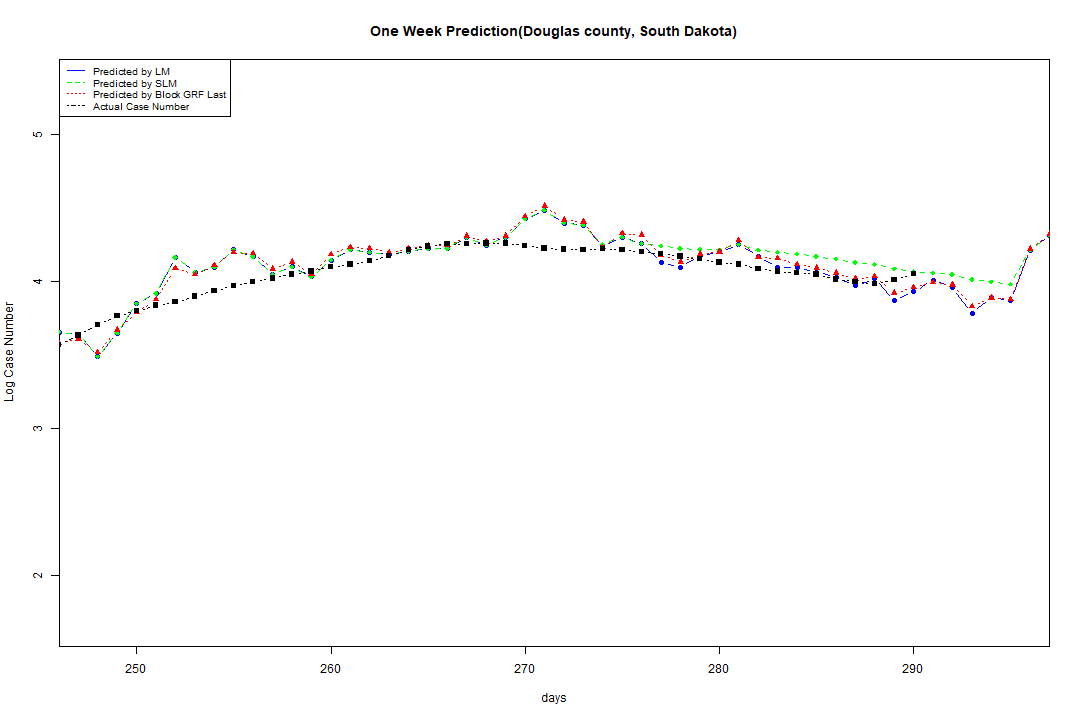 One Week Prediction(Douglas county, South Dakota)
Predicted by LM
Predicted by SLM
Predicted by Block GRF Last
Actual Case Number
5
4
3
2
Log Case Number
250 260 270 280 290
days